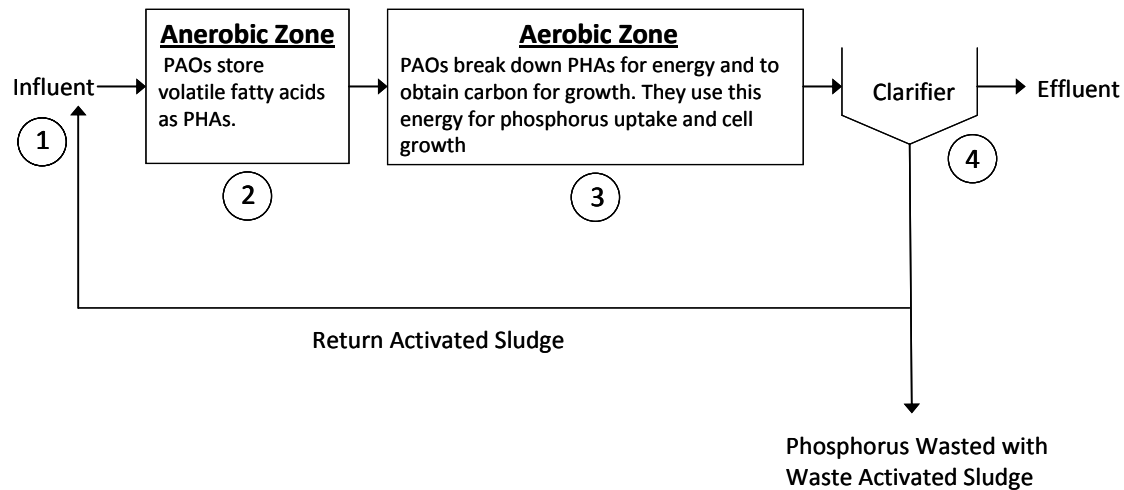 Anerobic Zone
PAOs store
volatile fatty acids
as PHAs.
Aerobic Zone
PAOs break down PHAs for energy and to
obtain carbon for growth. They use this
energy for phosphorus uptake and cell
growth
Influent
Clarifier
Effluent
1
2
3
4
Return Activated Sludge
Phosphorus Wasted with
Waste Activated Sludge